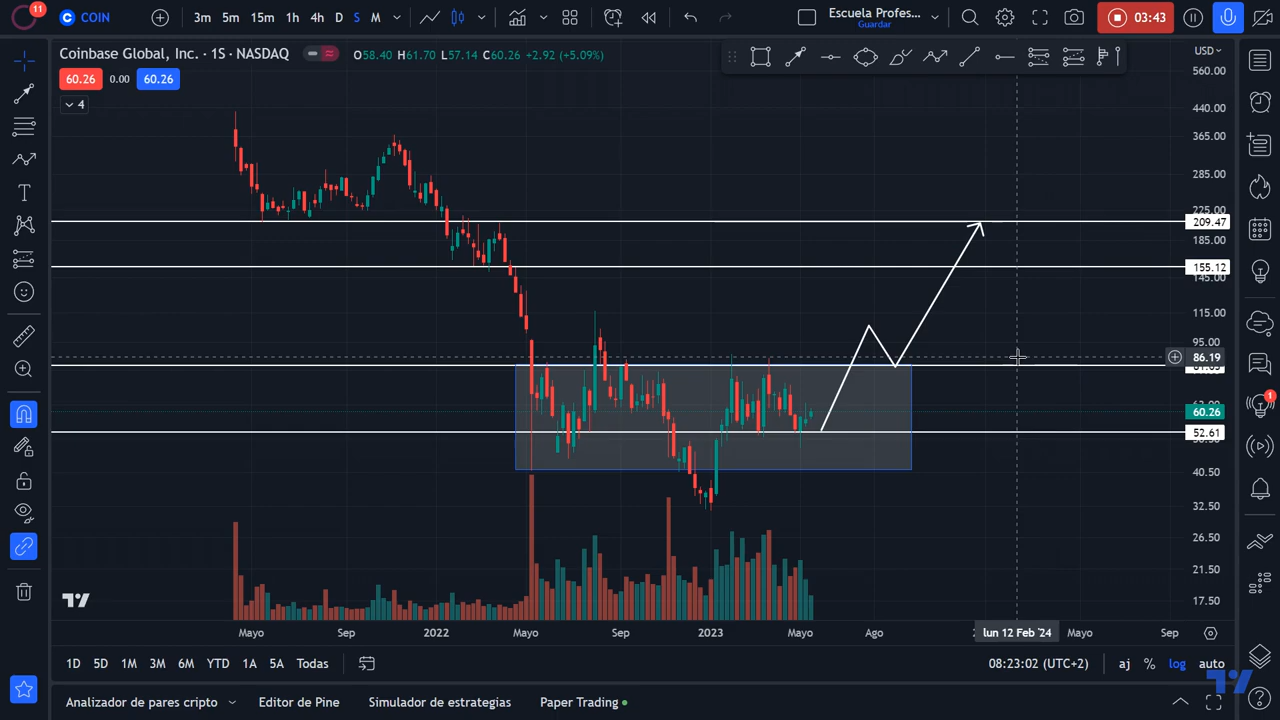 11
COIN
3m 5m 15m 1h 4h D S M
Escuela Profes...
Guardar
03:43
Coinbase Global, Inc. · 1S · NASDAQ
O58.40 H61.70 L57.14 C60.26 +2.92 (+5.09%)
USD
60.26 0.00 60.26
4
560.00
440.00
365.00
285.00
225.00
209.47
185.00
155.12
145.00
115.00
95.00
86.19
60.26
52.61
40.50
32.50
26.50
21.50
17.50
1
Mayo Sep 2022 Mayo Sep 2023 Mayo Ago lun 12 Feb '24 Mayo Sep
1D 5D 1M 3M 6M YTD 1A 5A Todas
08:23:02 (UTC+2) aj % log auto
Analizador de pares cripto Editor de Pine Simulador de estrategias Paper Trading